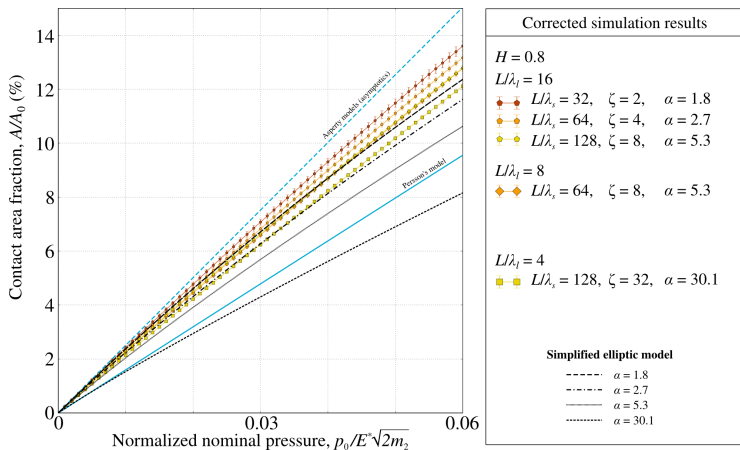 14
12
10
8
6
4
2
0
0
0.03
0.06
Contact area fraction, A/A₀ (%)
Normalized nominal pressure, p₀/E*√2m₂
Asperty models (asymptotics)
Persson's model
Corrected simulation results
H = 0.8
L/λₗ = 16
L/λₛ = 32, ζ = 2, α = 1.8
L/λₛ = 64, ζ = 4, α = 2.7
L/λₛ = 128, ζ = 8, α = 5.3
L/λₗ = 8
L/λₛ = 64, ζ = 8, α = 5.3
L/λₗ = 4
L/λₛ = 128, ζ = 32, α = 30.1
Simplified elliptic model
α = 1.8
α = 2.7
α = 5.3
α = 30.1